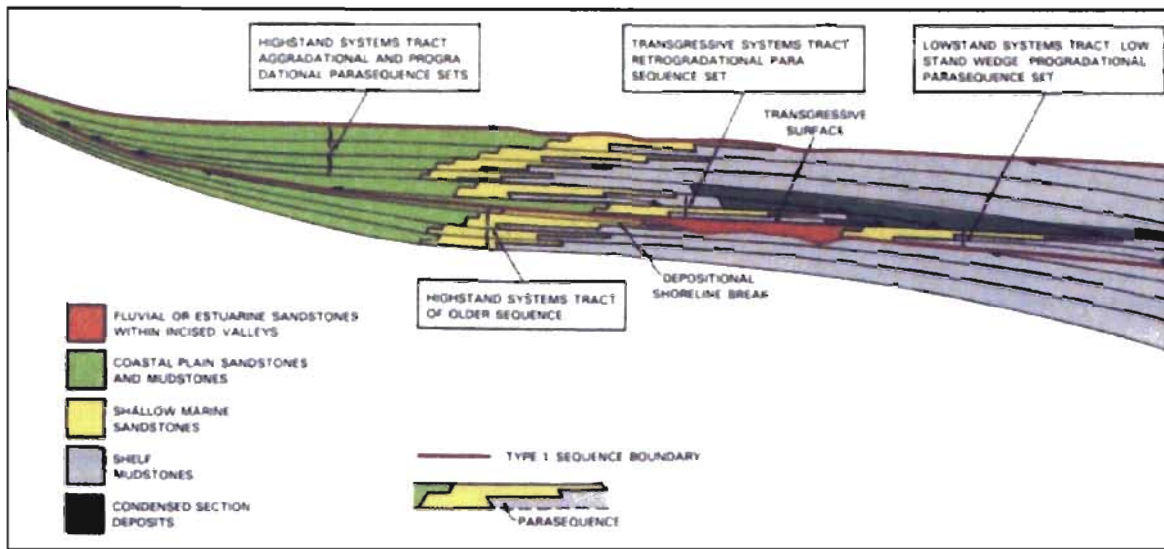 HIGHSTAND SYSTEMS TRACT
AGGRADATIONAL AND PROGRA
DATIONAL PARASEQUENCE SETS
TRANSGRESSIVE SYSTEMS TRACT
RETROGRADATIONAL PARA
SEQUENCE SET
LOWSTAND SYSTEMS TRACT LOW
STAND WEDGE PROGRADATIONAL
PARASEQUENCE SET
TRANSGRESSIVE
SURFACE
DEPOSITIONAL
SHORELINE BREAK
HIGHSTAND SYSTEMS TRACT
OF OLDER SEQUENCE
FLUVIAL OR ESTUARINE SANDSTONES
WITHIN INCISED VALLEYS
COASTAL PLAIN SANDSTONES
AND MUDSTONES
SHALLOW MARINE
SANDSTONES
SHELF
MUDSTONES
CONDENSED SECTION
DEPOSITS
TYPE 1 SEQUENCE BOUNDARY
PARASEQUENCE